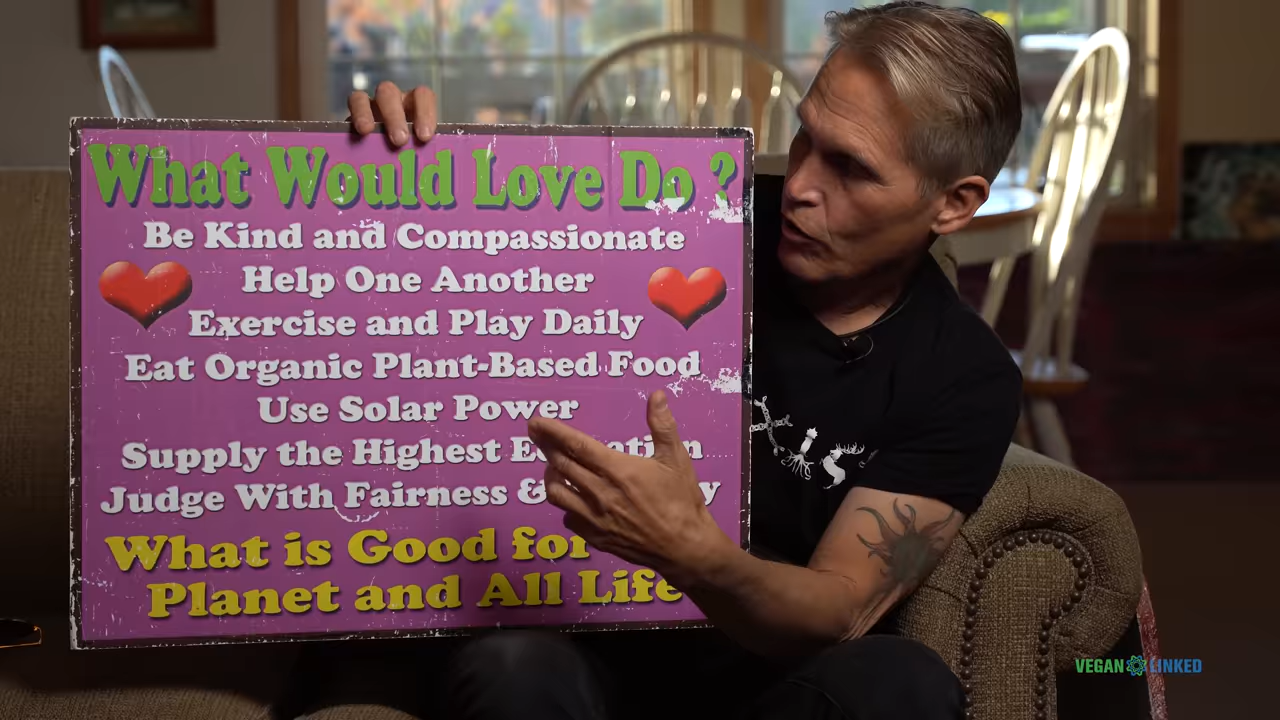 What Would Love Do ?
Be Kind and Compassionate
Help One Another
Exercise and Play Daily
Eat Organic Plant-Based Food
Use Solar Power
Supply the Highest
Judge With Fairness &
What is Good for
Planet and All Life
VEGAN LINKED